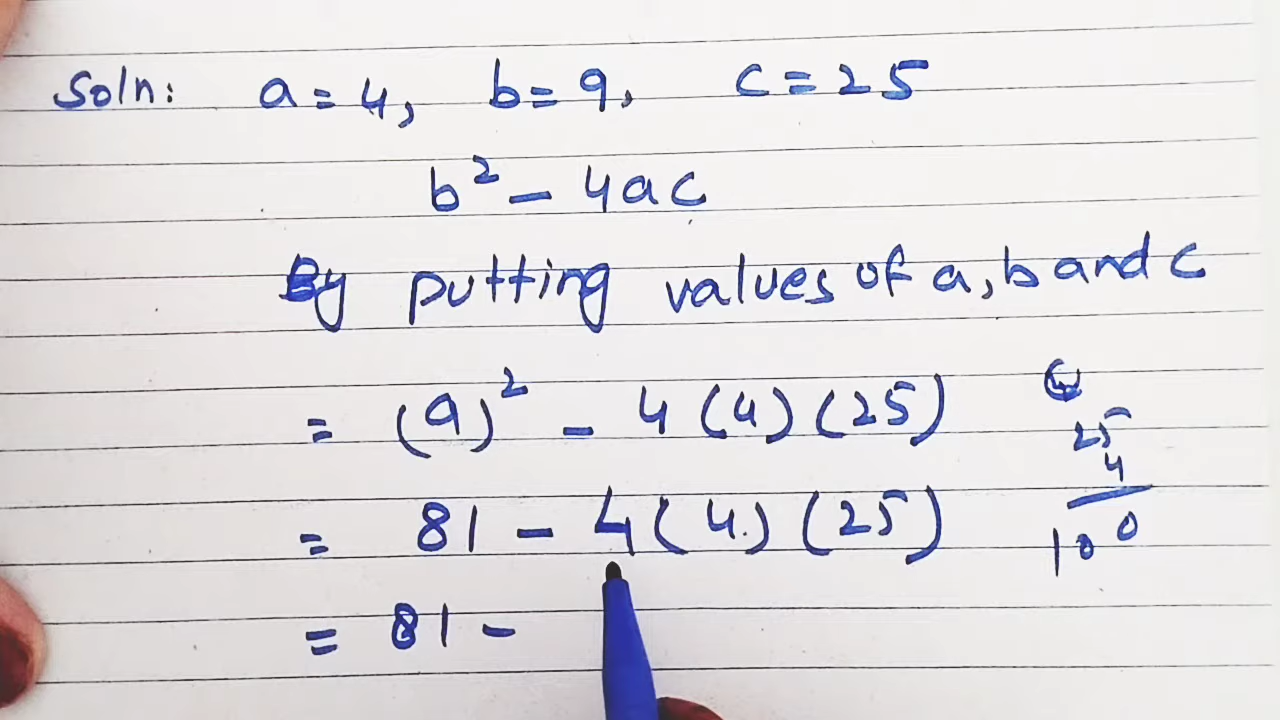 Soln: a = 4, b = 9, c = 25
b² - 4ac
By putting values of a, b and c
= (9)² - 4(4)(25)
= 81 - 4(4)(25)
= 81 -
25
4
100